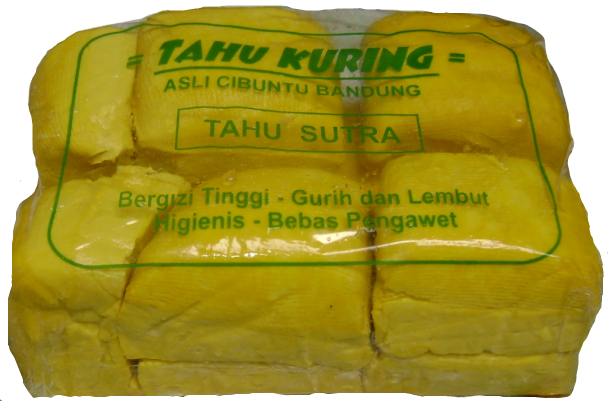 = TAHU KURING =
ASLI CIBUNTU BANDUNG
TAHU SUTRA
Bergizi Tinggi - Gurih dan Lembut
Higienis - Bebas Pengawet